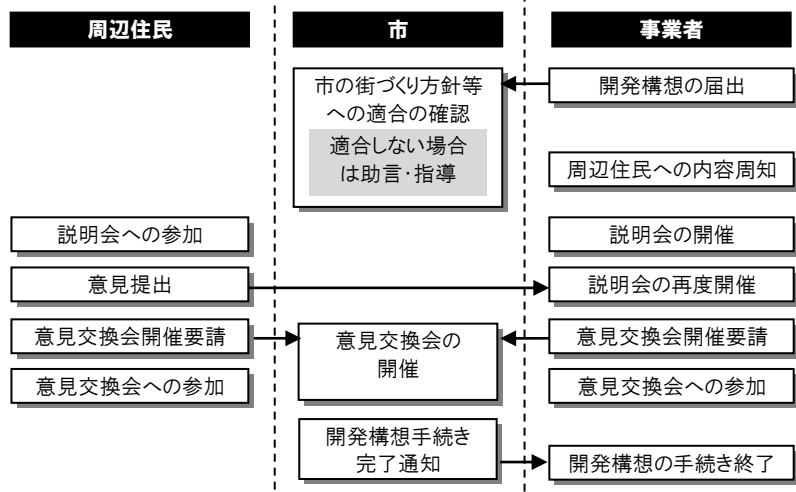 周辺住民
市
事業者
市の街づくり方針等
への適合の確認
適合しない場合
は助言・指導
開発構想の届出
周辺住民への内容周知
説明会への参加
説明会の開催
意見提出
説明会の再度開催
意見交換会開催要請
意見交換会の
開催
意見交換会開催要請
意見交換会への参加
意見交換会への参加
開発構想手続き
完了通知
開発構想の手続き終了